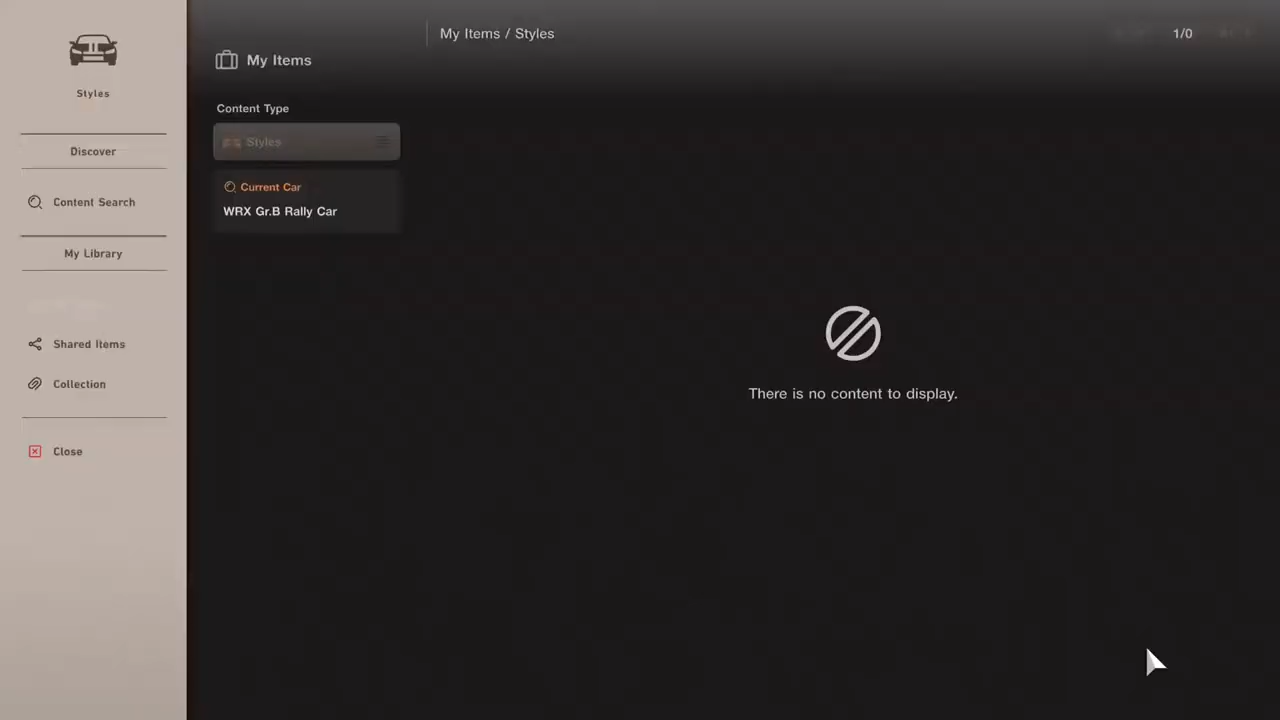 Styles
Discover
Content Search
My Library
Shared Items
Collection
Close
My Items / Styles
1/0
My Items
Content Type
Styles
Current Car
WRX Gr.B Rally Car
There is no content to display.